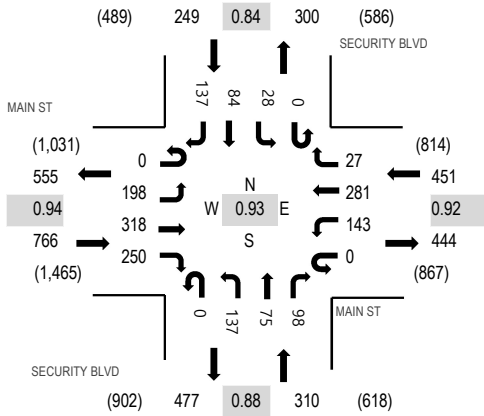 (489) 249 0.84 300 (586)
SECURITY BLVD
137 84 28 0
MAIN ST
(1,031) 0 27 (814)
555 198 281 451
N
0.94 W 0.93 E 0.92
S
766 318 143 444
(1,465) 250 0 (867)
0 137 75 98
MAIN ST
SECURITY BLVD
(902) 477 0.88 310 (618)